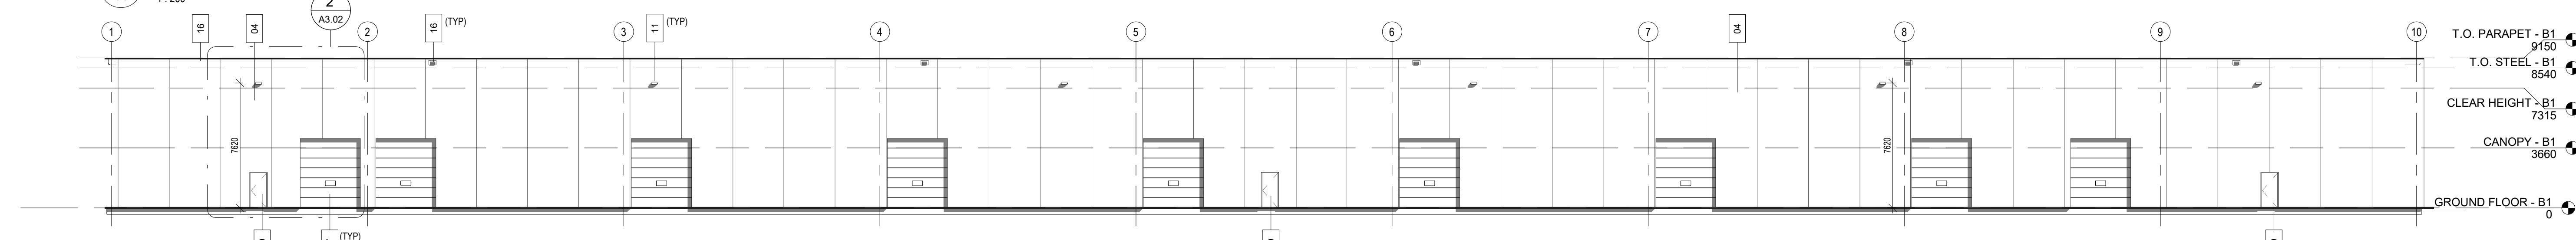 2
A3.02
16
04
16
(TYP)
11
(TYP)
04
1
2
3
4
5
6
7
8
9
10
T.O. PARAPET - B1
9150
T.O. STEEL - B1
8540
CLEAR HEIGHT - B1
7315
CANOPY - B1
3660
GROUND FLOOR - B1
0
7620
7620
(TYP)